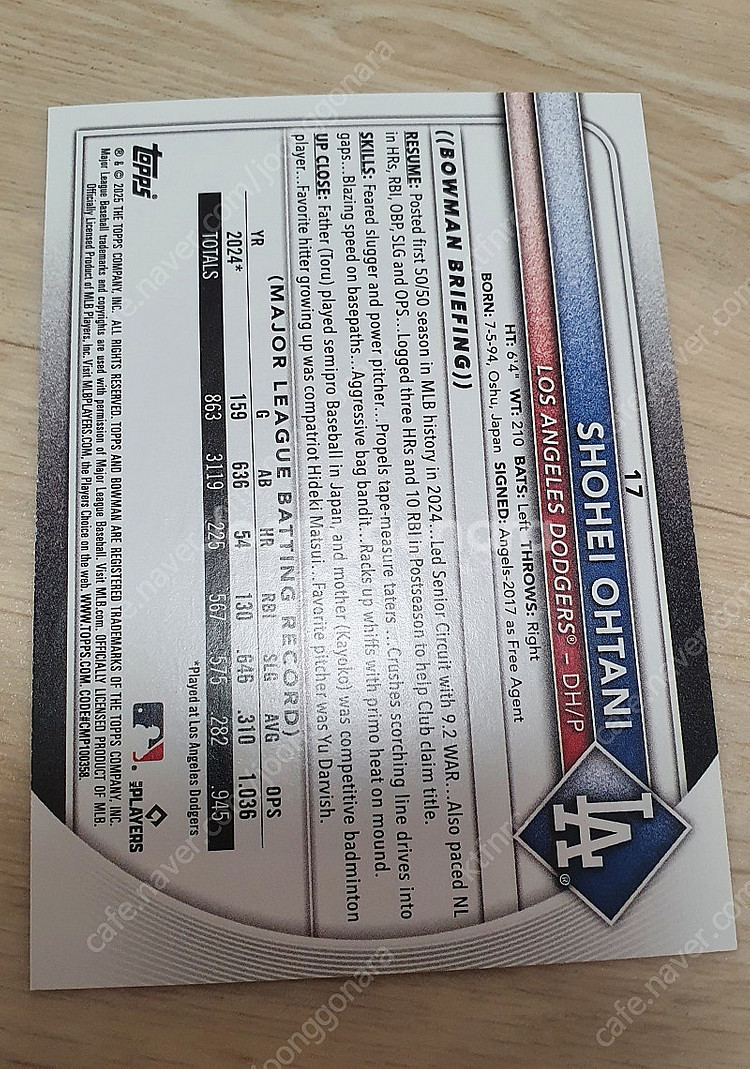 17
SHOHEI OHTANI
LOS ANGELES DODGERS® – DH/P
LA®
HT: 6'4" WT: 210 BATS: Left THROWS: Right
BORN: 7-5-94, Oshu, Japan SIGNED: Angels-2017 as Free Agent
((BOWMAN BRIEFING))
RESUME: Posted first 50/50 season in MLB history in 2024...Led Senior Circuit with 9.2 WAR...Also paced NL
in HRs, RBI, OBP, SLG and OPS...Logged three HRs and 10 RBI in Postseason to help Club claim title.
SKILLS: Feared slugger and power pitcher...Propels tape-measure taters ...Crushes scorching line drives into
gaps...Blazing speed on basepaths...Aggressive bag bandit...Racks up whiffs with primo heat on mound.
UP CLOSE: Father (Toru) played semipro Baseball in Japan, and mother (Kayoko) was competitive badminton
player...Favorite hitter growing up was compatriot Hideki Matsui...Favorite pitcher was Yu Darvish.
(MAJOR LEAGUE BATTING RECORD)
YR G AB HR RBI SLG AVG OPS
2024* 159 636 54 130 .646 .310 1.036
TOTALS 863 3119 225 567 .575 .282 .945
*Played at Los Angeles Dodgers
topps®
MLB PLAYERS
® & © 2025 THE TOPPS COMPANY, INC. ALL RIGHTS RESERVED. TOPPS AND BOWMAN ARE REGISTERED TRADEMARKS OF THE TOPPS COMPANY, INC.
Major League Baseball trademarks and copyrights are used with permission of Major League Baseball. Visit MLB.com. OFFICIALLY LICENSED PRODUCT OF MLB.
Officially Licensed Product of MLB Players, Inc. Visit MLBPLAYERS.COM, the Players Choice on the web. WWW.TOPPS.COM. CODE#CMP100358.
cafe.naver.com/joonggonara